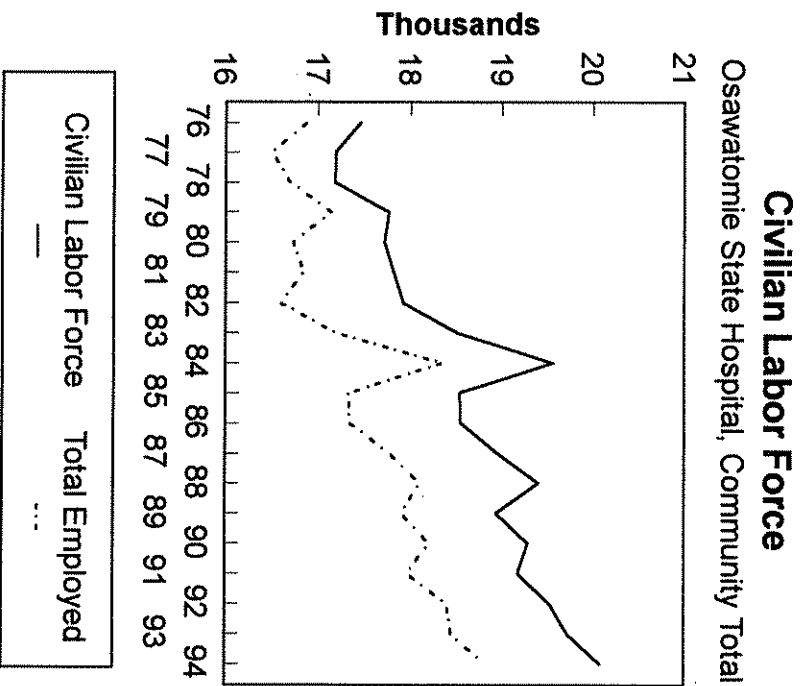 Civilian Labor Force
Osawatomie State Hospital, Community Total
Thousands
21
20
19
18
17
16
76 78 80 82 84 86 88 90 92 94
77 79 81 83 85 87 89 91 93
Civilian Labor Force Total Employed